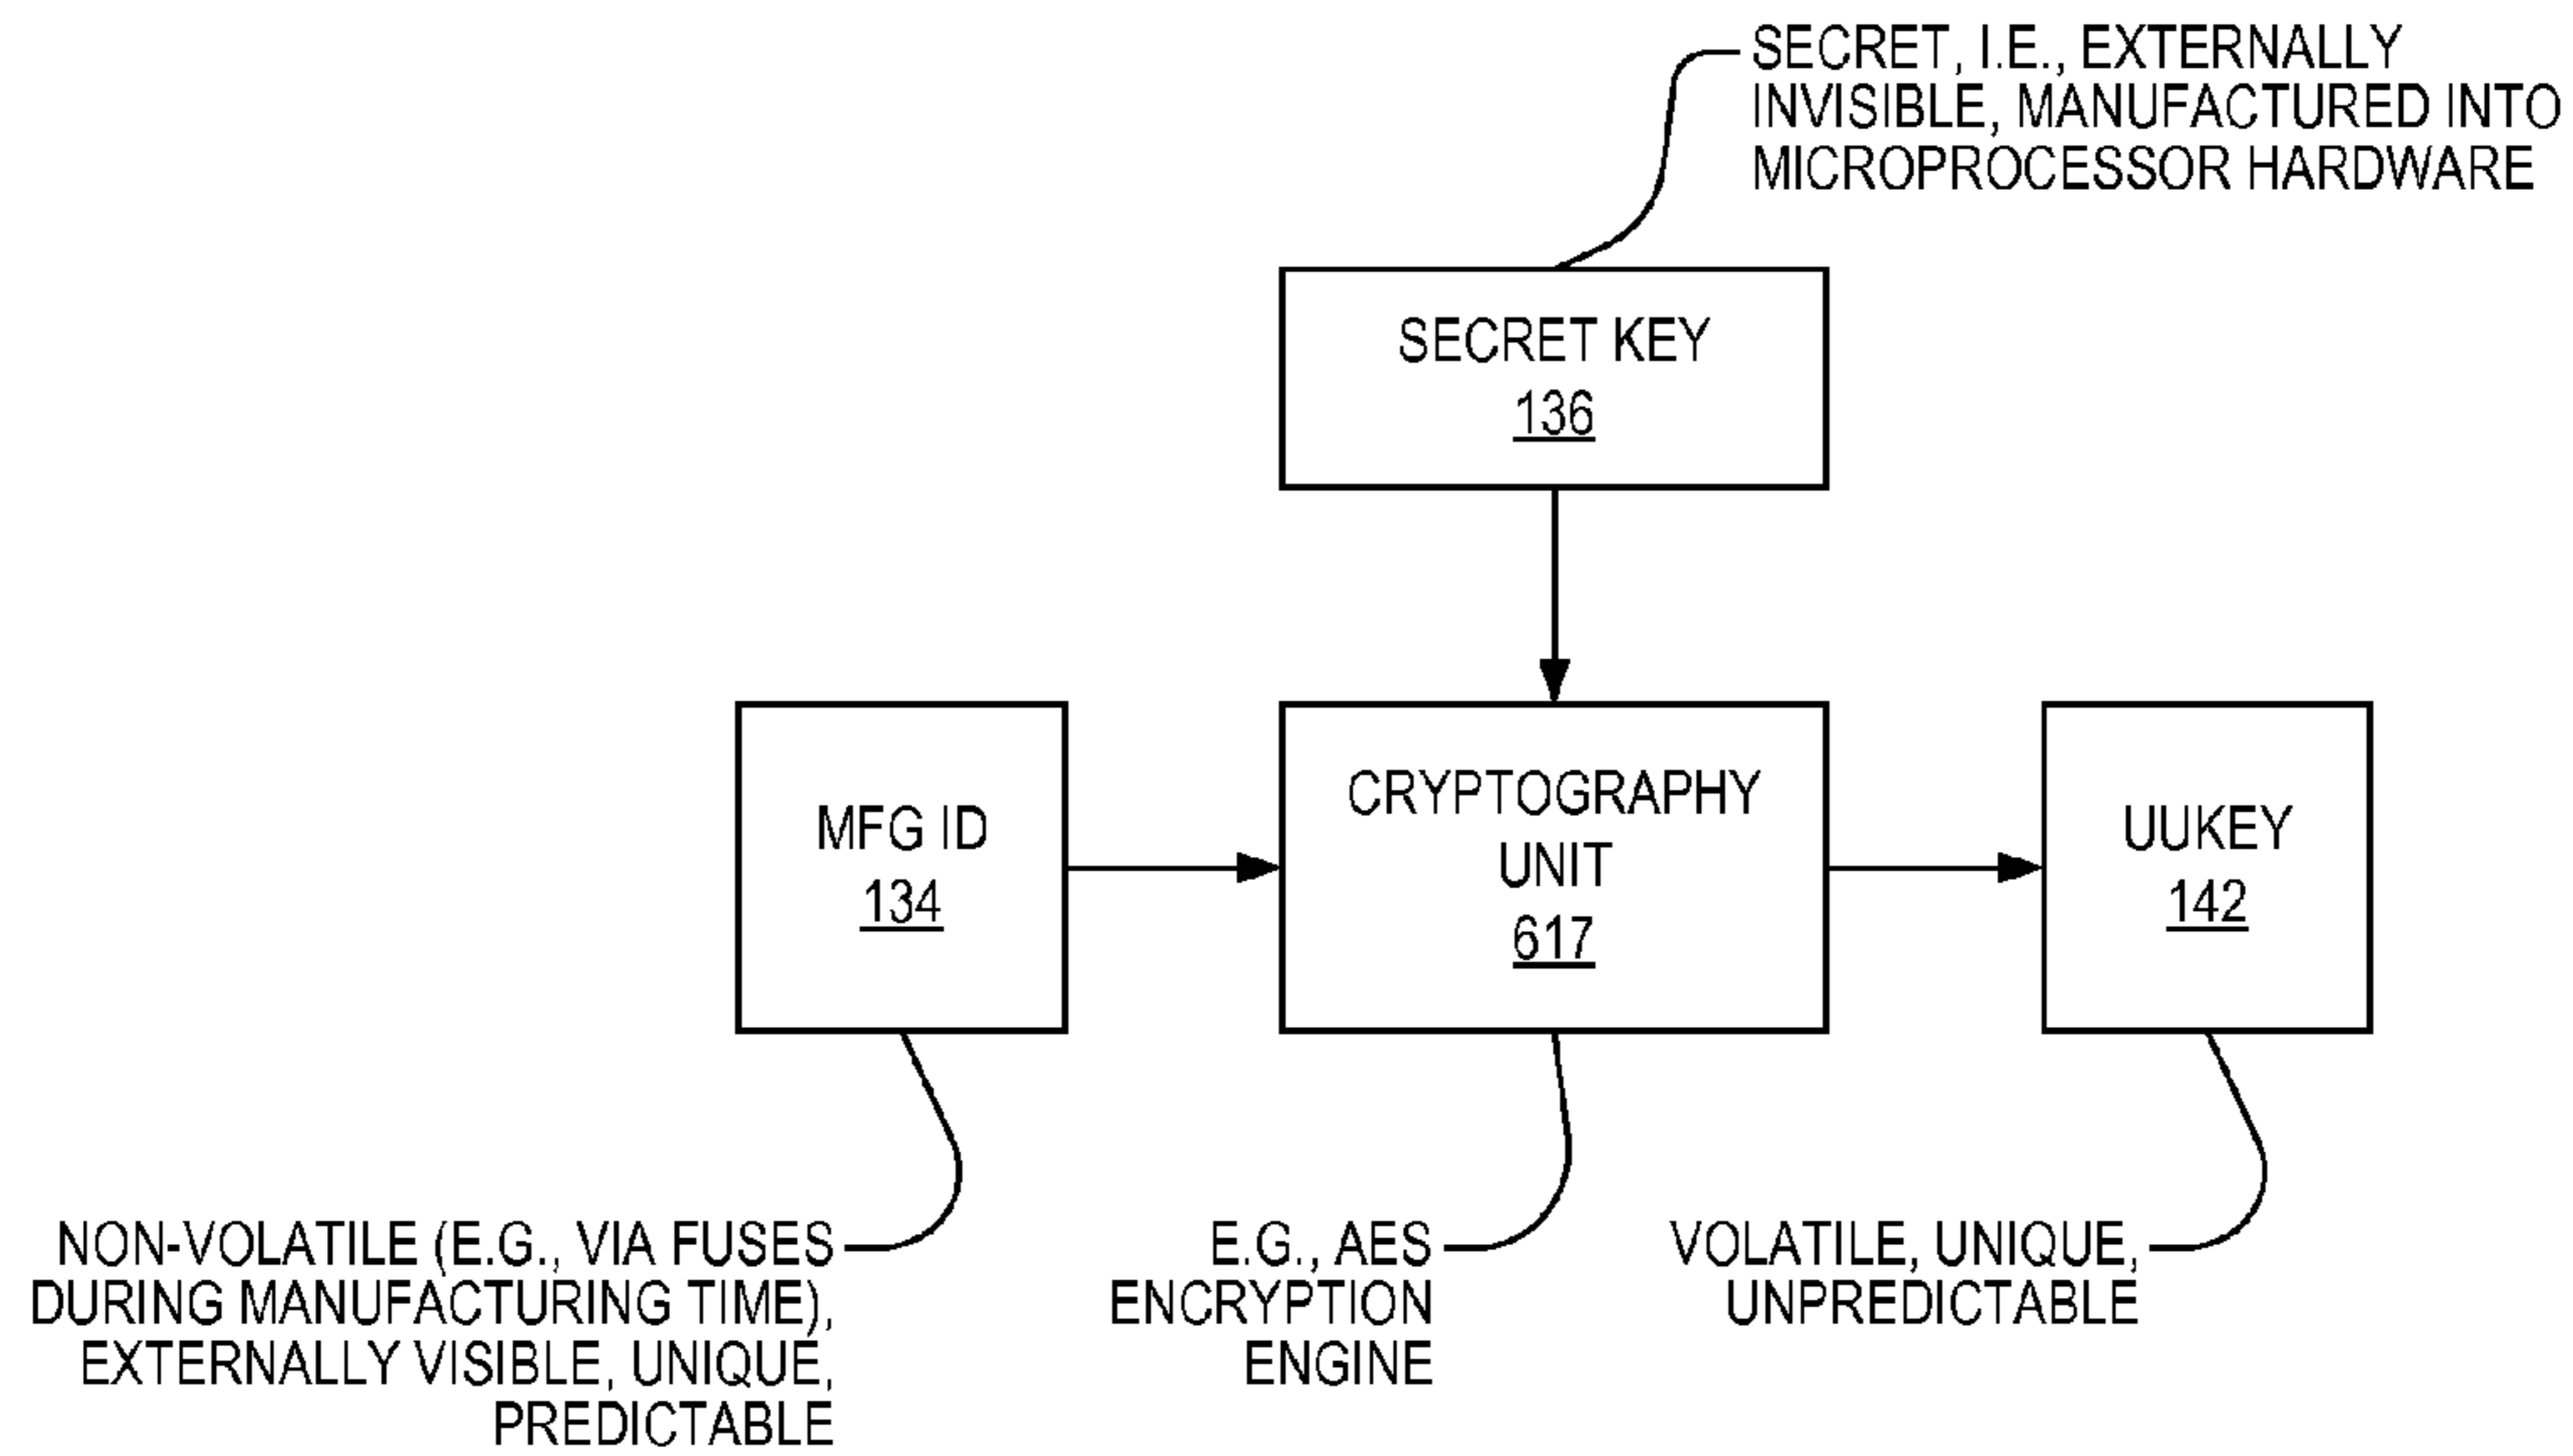 SECRET, I.E., EXTERNALLY
INVISIBLE, MANUFACTURED INTO
MICROPROCESSOR HARDWARE
SECRET KEY
136
MFG ID
134
CRYPTOGRAPHY
UNIT
617
UUKEY
142
NON-VOLATILE (E.G., VIA FUSES
DURING MANUFACTURING TIME),
EXTERNALLY VISIBLE, UNIQUE,
PREDICTABLE
E.G., AES
ENCRYPTION
ENGINE
VOLATILE, UNIQUE,
UNPREDICTABLE